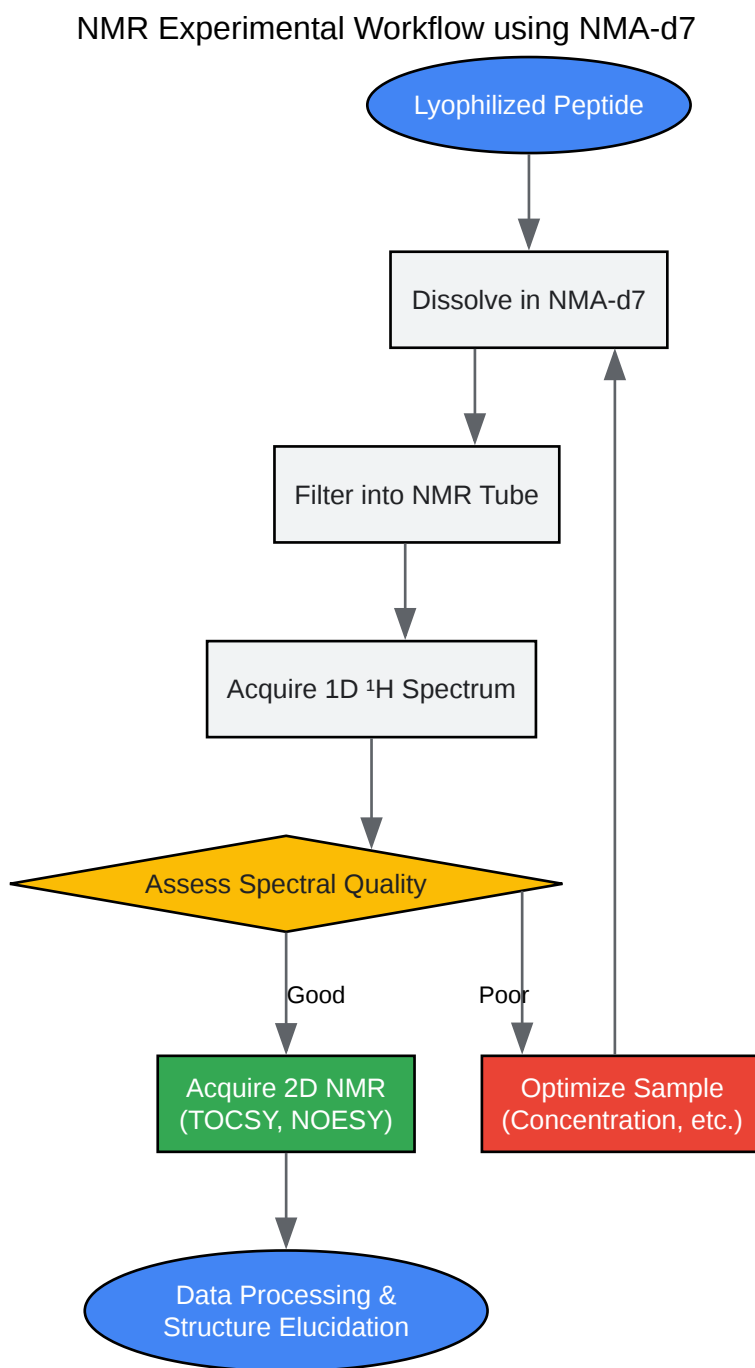 NMR Experimental Workflow using NMA-d7
Lyophilized Peptide
Dissolve in NMA-d7
Filter into NMR Tube
Acquire 1D ¹H Spectrum
Assess Spectral Quality
Good
Poor
Acquire 2D NMR
(TOCSY, NOESY)
Optimize Sample
(Concentration, etc.)
Data Processing &
Structure Elucidation